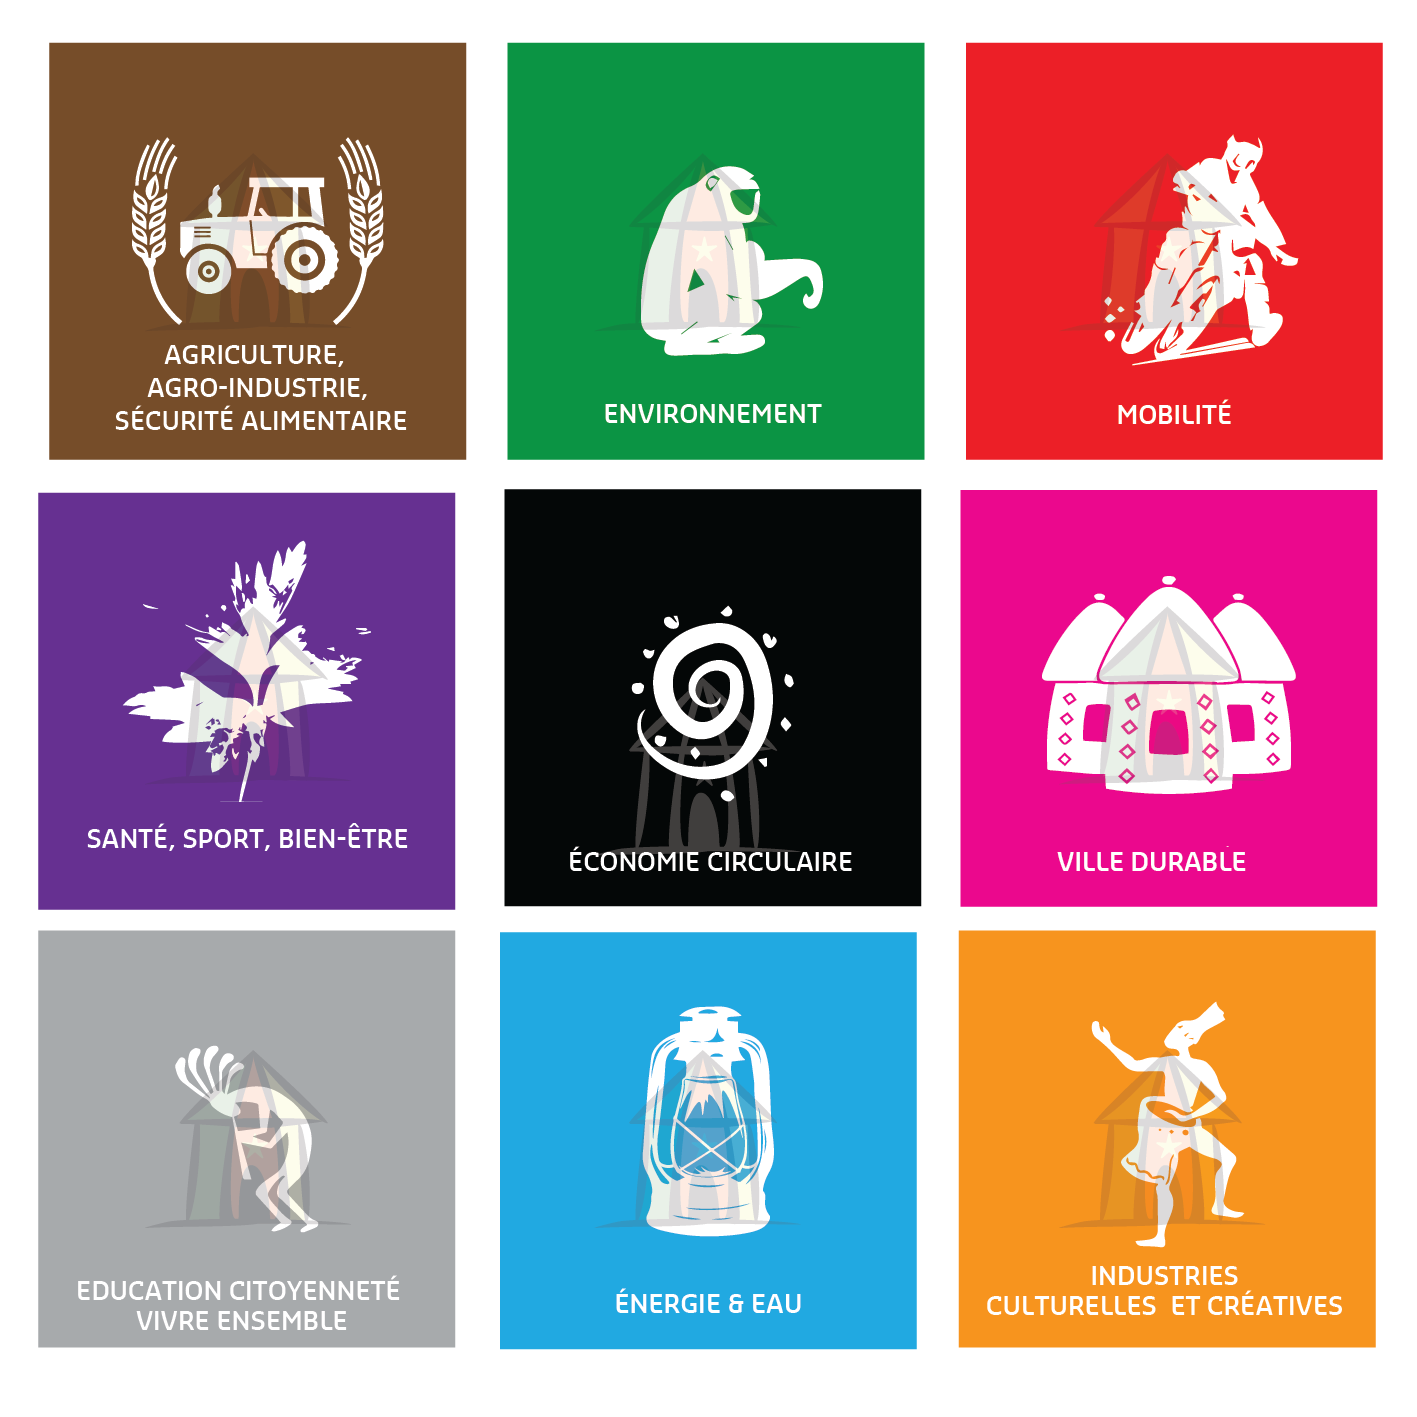 AGRICULTURE,
AGRO-INDUSTRIE,
SÉCURITÉ ALIMENTAIRE
ENVIRONNEMENT
MOBILITÉ
SANTÉ, SPORT, BIEN-ÊTRE
ÉCONOMIE CIRCULAIRE
VILLE DURABLE
EDUCATION CITOYENNETÉ
VIVRE ENSEMBLE
ÉNERGIE & EAU
INDUSTRIES
CULTURELLES ET CRÉATIVES